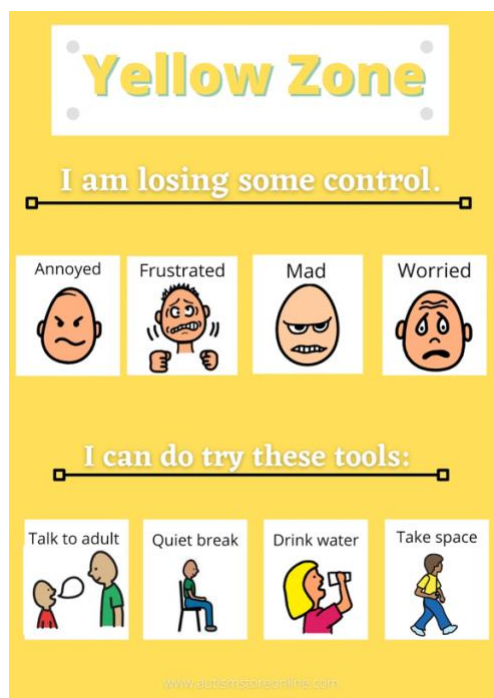 Yellow Zone
I am losing some control.
Annoyed Frustrated Mad Worried
I can do try these tools:
Talk to adult Quiet break Drink water Take space
www.autismstoreonline.com